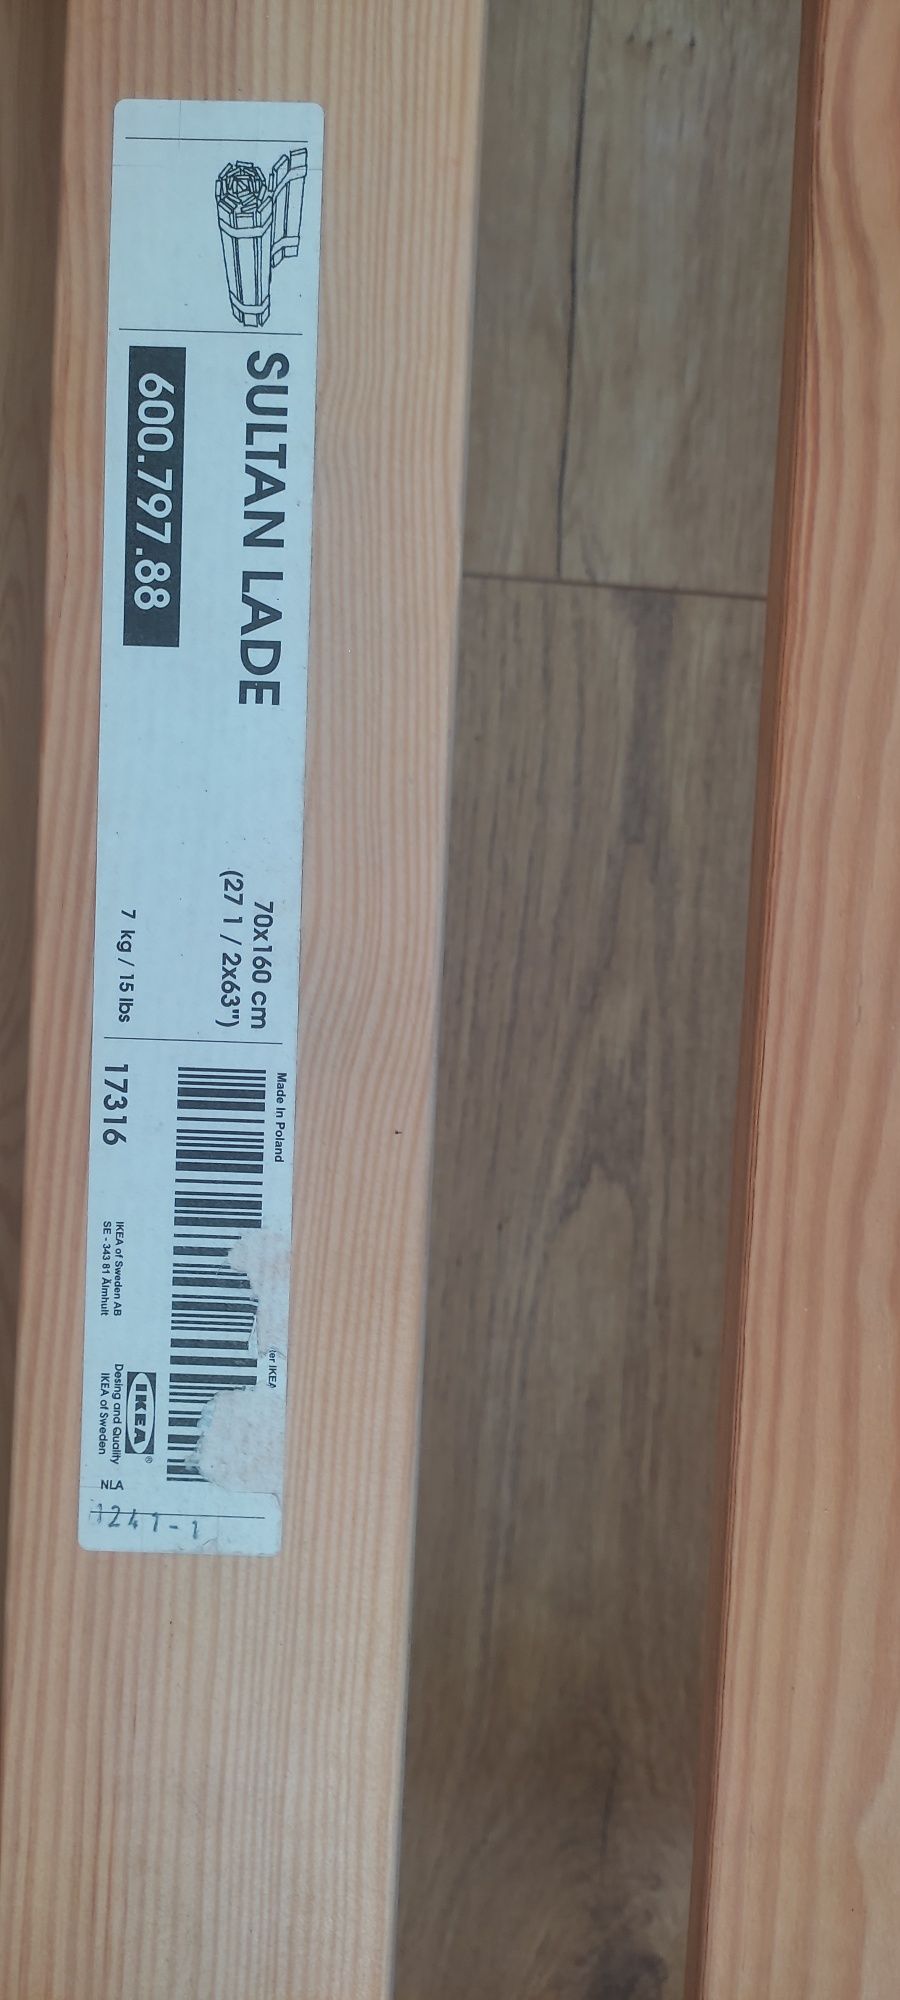 SULTAN LADE
600.797.88
70x160 cm
(27 1 / 2x63")
7 kg / 15 lbs
Made In Poland
17316
IKEA of Sweden AB
SE - 343 81 Älmhult
IKEA
IKEA®
Desing and Quality
IKEA of Sweden
NLA
1241-1